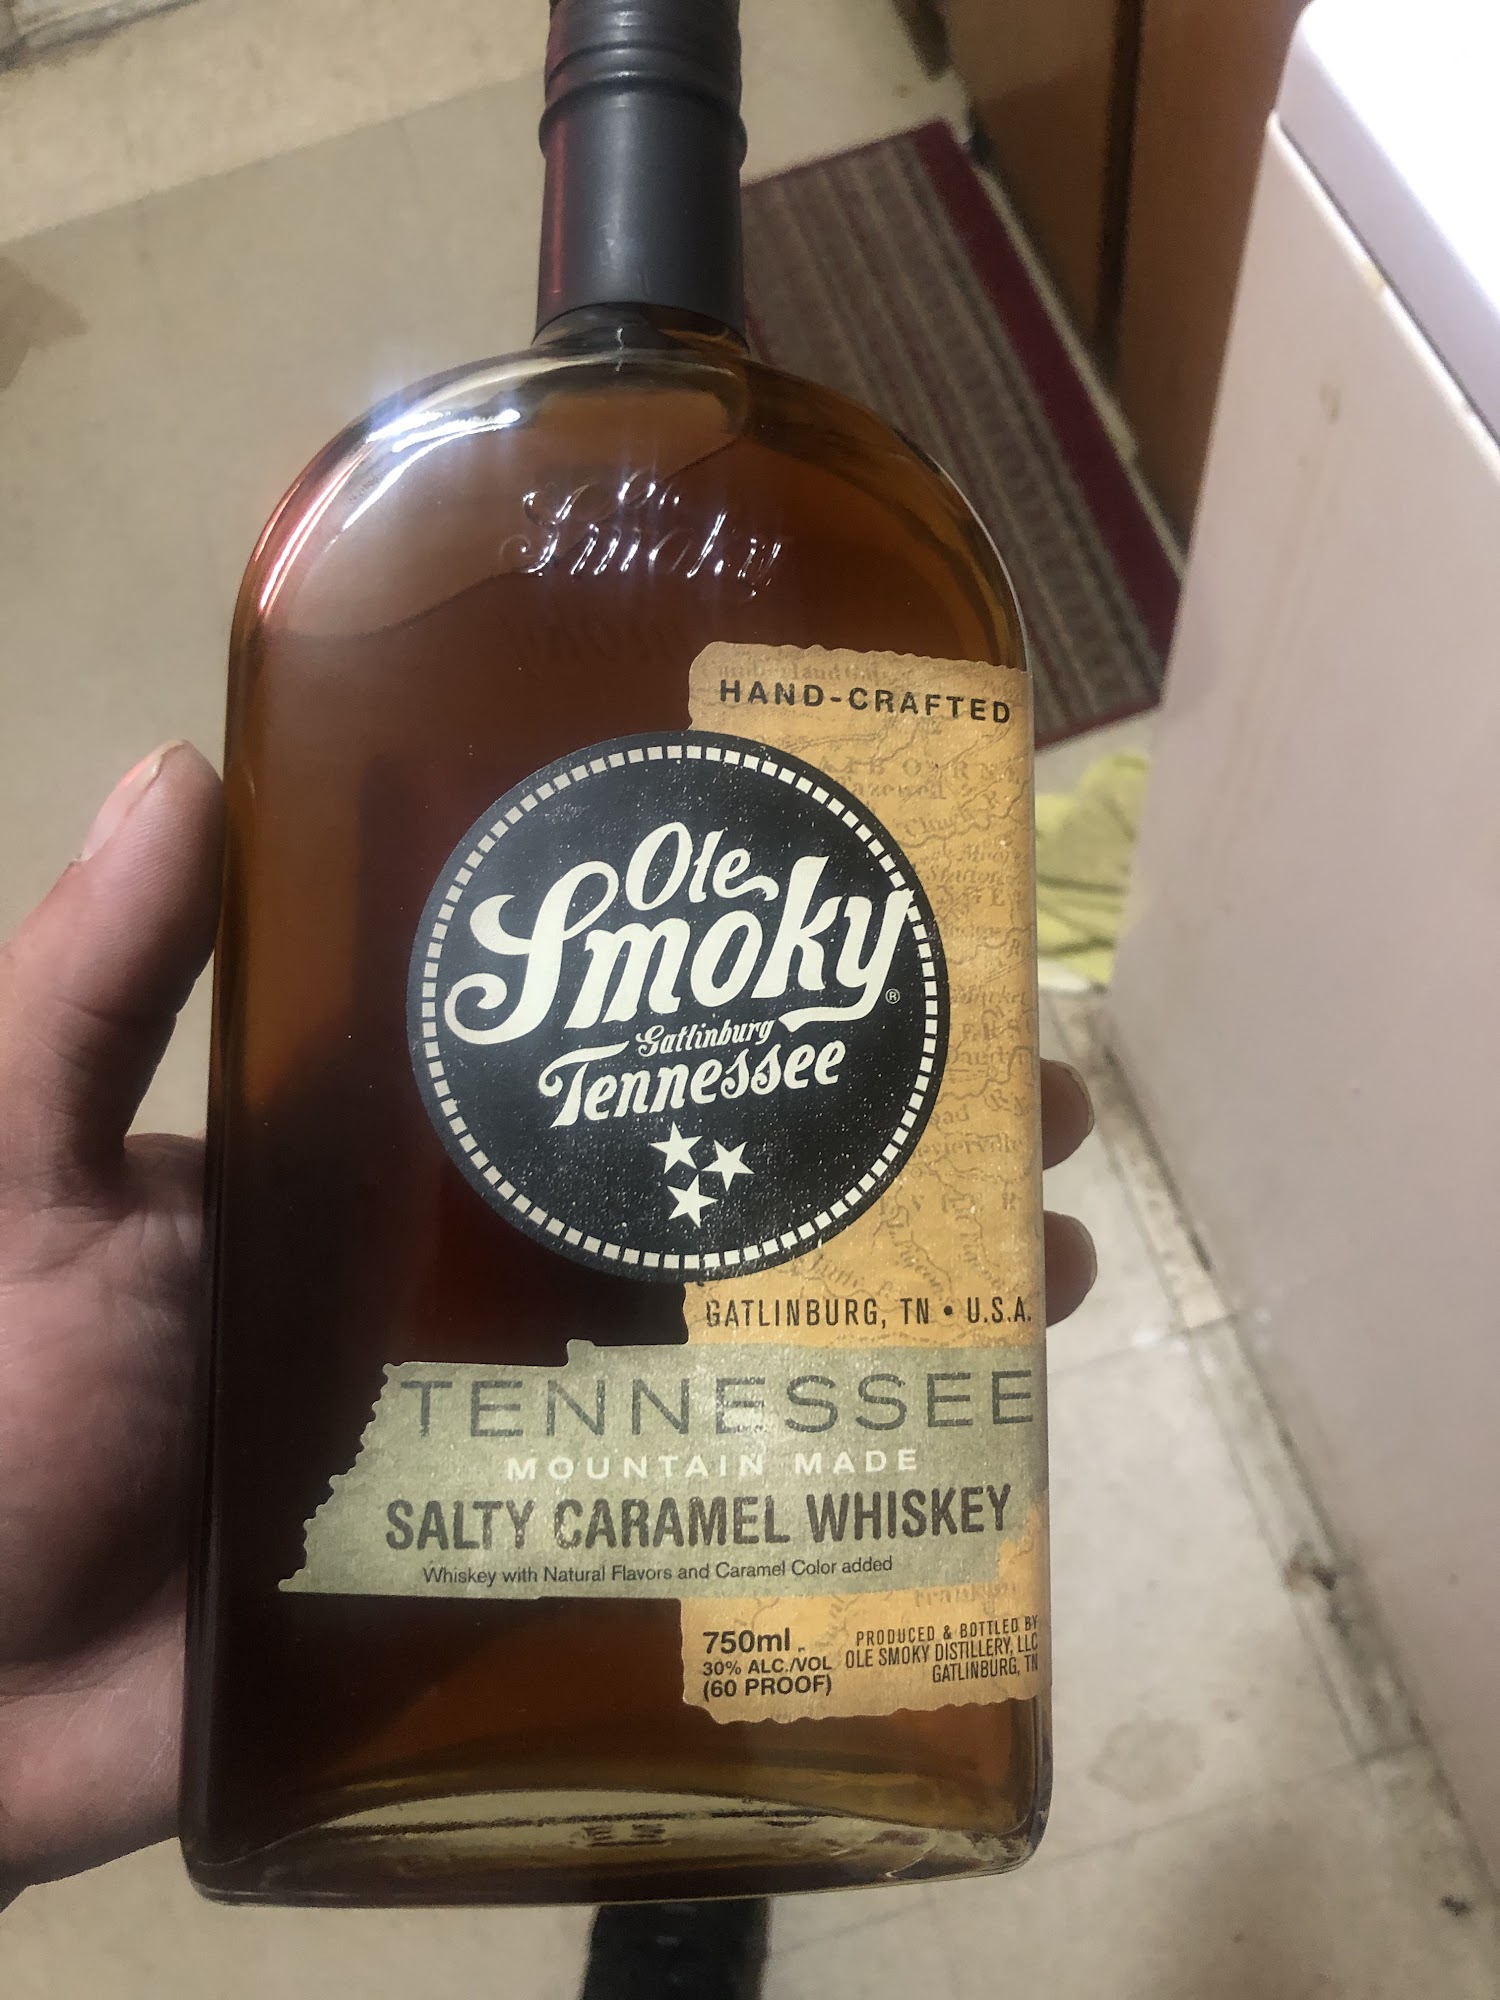 Ole
Smoky
HAND-CRAFTED
Ole
Smoky®
Gatlinburg
Tennessee
GATLINBURG, TN • U.S.A.
TENNESSEE
MOUNTAIN MADE
SALTY CARAMEL WHISKEY
Whiskey with Natural Flavors and Caramel Color added
750ml
30% ALC./VOL
(60 PROOF)
PRODUCED & BOTTLED BY
OLE SMOKY DISTILLERY, LLC
GATLINBURG, TN